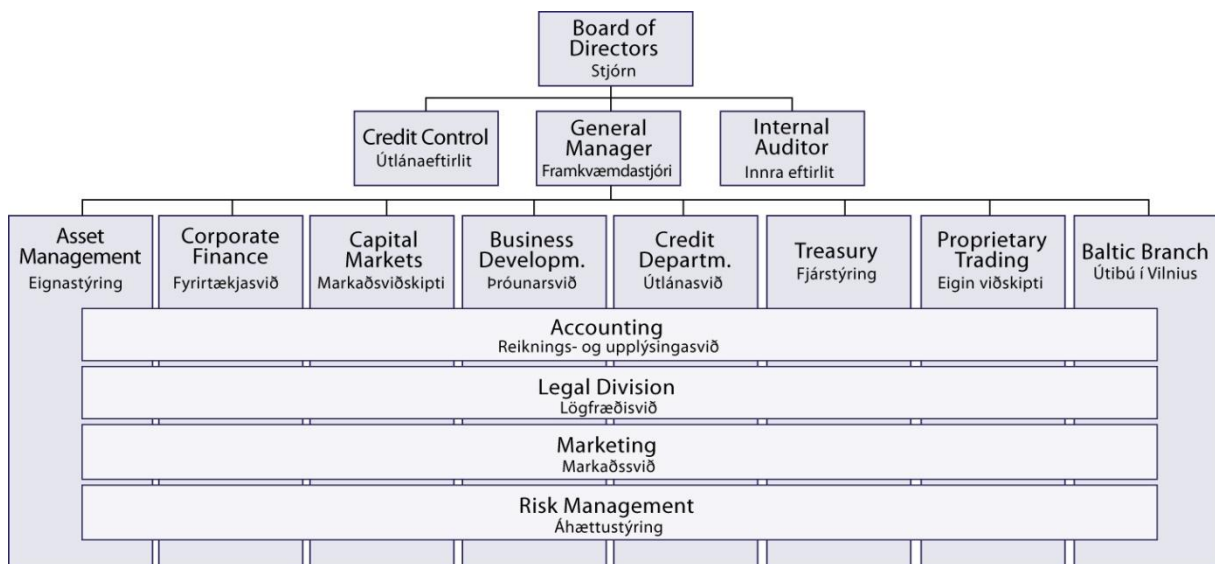 Board of
Directors
Stjórn
Credit Control
Útlánaeftirlit
General
Manager
Framkvæmdastjóri
Internal
Auditor
Innra eftirlit
Asset
Management
Eignastýring
Corporate
Finance
Fyrirtækjasvið
Capital
Markets
Markaðsviðskipti
Business
Developm.
Þróunarsvið
Credit
Departm.
Útlánasvið
Treasury
Fjárstýring
Proprietary
Trading
Eigin viðskipti
Baltic Branch
Útibú í Vilnius
Accounting
Reiknings- og upplýsingasvið
Legal Division
Lögfræðisvið
Marketing
Markaðssvið
Risk Management
Áhættustýring